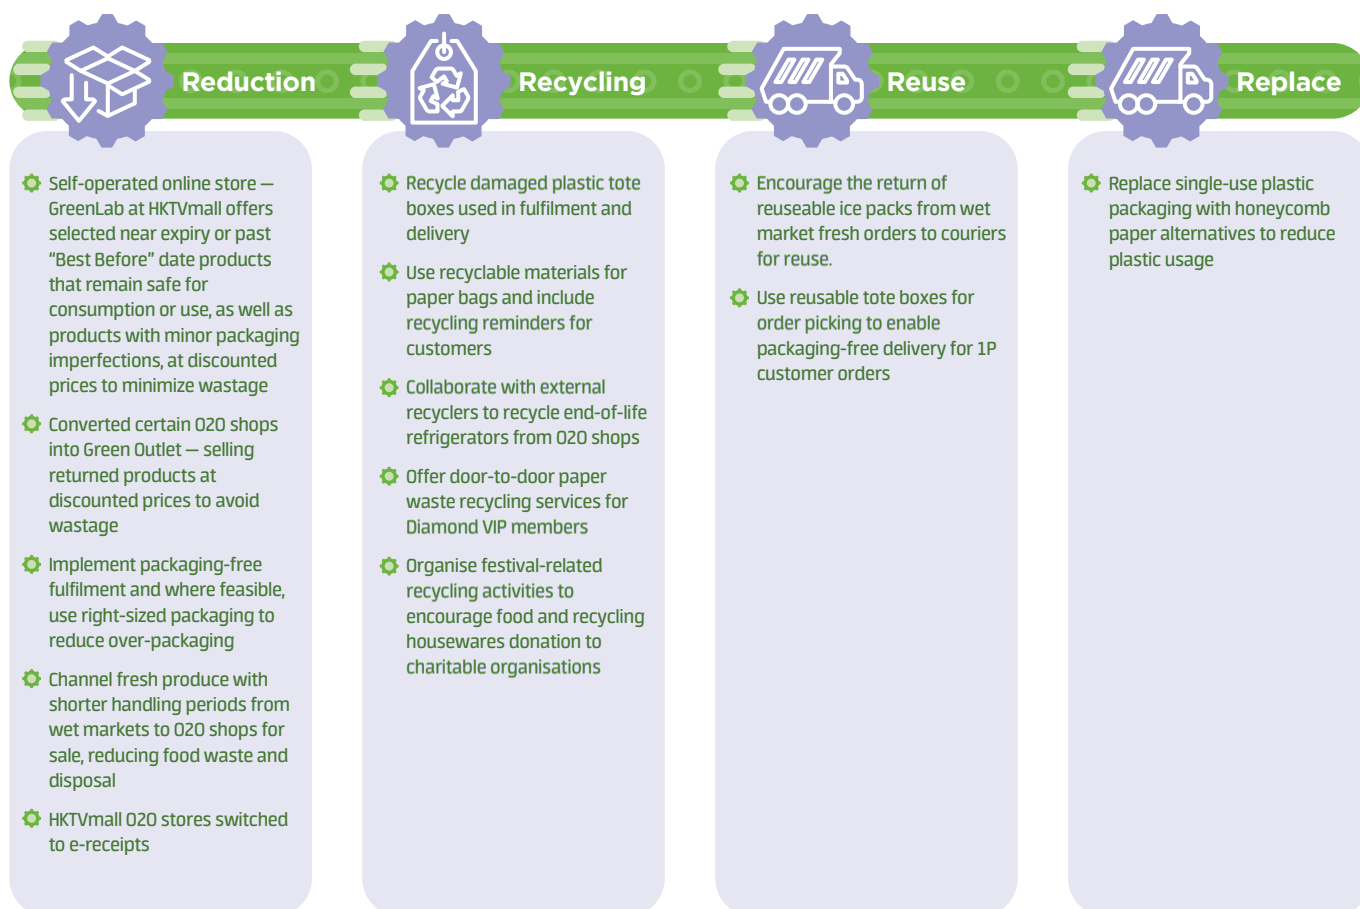 Reduction
Self-operated online store —
GreenLab at HKTVmall offers
selected near expiry or past
“Best Before” date products
that remain safe for
consumption or use, as well as
products with minor packaging
imperfections, at discounted
prices to minimize wastage
Converted certain O2O shops
into Green Outlet — selling
returned products at
discounted prices to avoid
wastage
Implement packaging-free
fulfilment and where feasible,
use right-sized packaging to
reduce over-packaging
Channel fresh produce with
shorter handling periods from
wet markets to O2O shops for
sale, reducing food waste and
disposal
HKTVmall O2O stores switched
to e-receipts
Recycling
Recycle damaged plastic tote
boxes used in fulfilment and
delivery
Use recyclable materials for
paper bags and include
recycling reminders for
customers
Collaborate with external
recyclers to recycle end-of-life
refrigerators from O2O shops
Offer door-to-door paper
waste recycling services for
Diamond VIP members
Organise festival-related
recycling activities to
encourage food and recycling
housewares donation to
charitable organisations
Reuse
Encourage the return of
reuseable ice packs from wet
market fresh orders to couriers
for reuse.
Use reusable tote boxes for
order picking to enable
packaging-free delivery for 1P
customer orders
Replace
Replace single-use plastic
packaging with honeycomb
paper alternatives to reduce
plastic usage